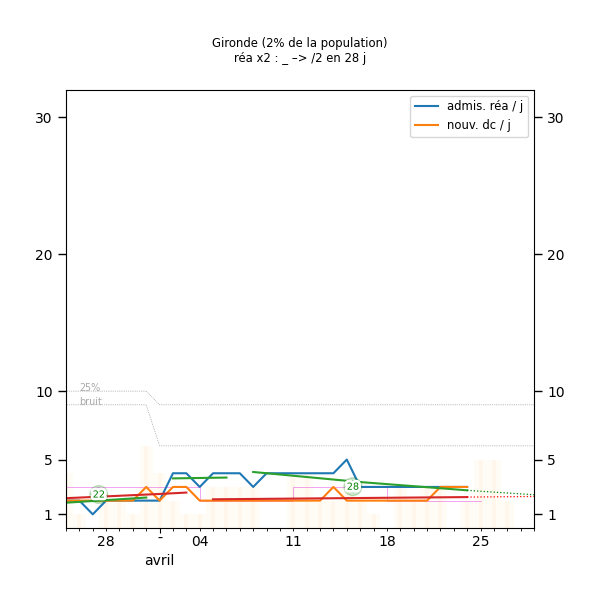 Gironde (2% de la population)
réa x2 : _ –> /2 en 28 j
admis. réa / j
nouv. dc / j
30 30
20 20
10 10
25%
bruit
5 5
22 28
1 1
28 - 04 11 18 25
avril